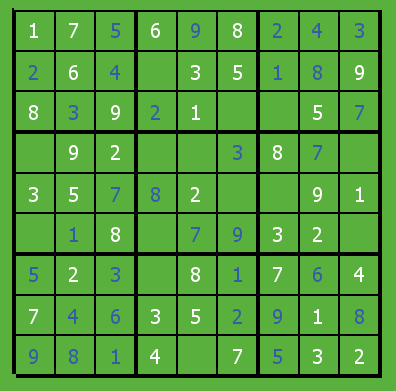 1 7 5 6 9 8 2 4 3
2 6 4 3 5 1 8 9
8 3 9 2 1 5 7
9 2 3 8 7
3 5 7 8 2 9 1
1 8 7 9 3 2
5 2 3 8 1 7 6 4
7 4 6 3 5 2 9 1 8
9 8 1 4 7 5 3 2